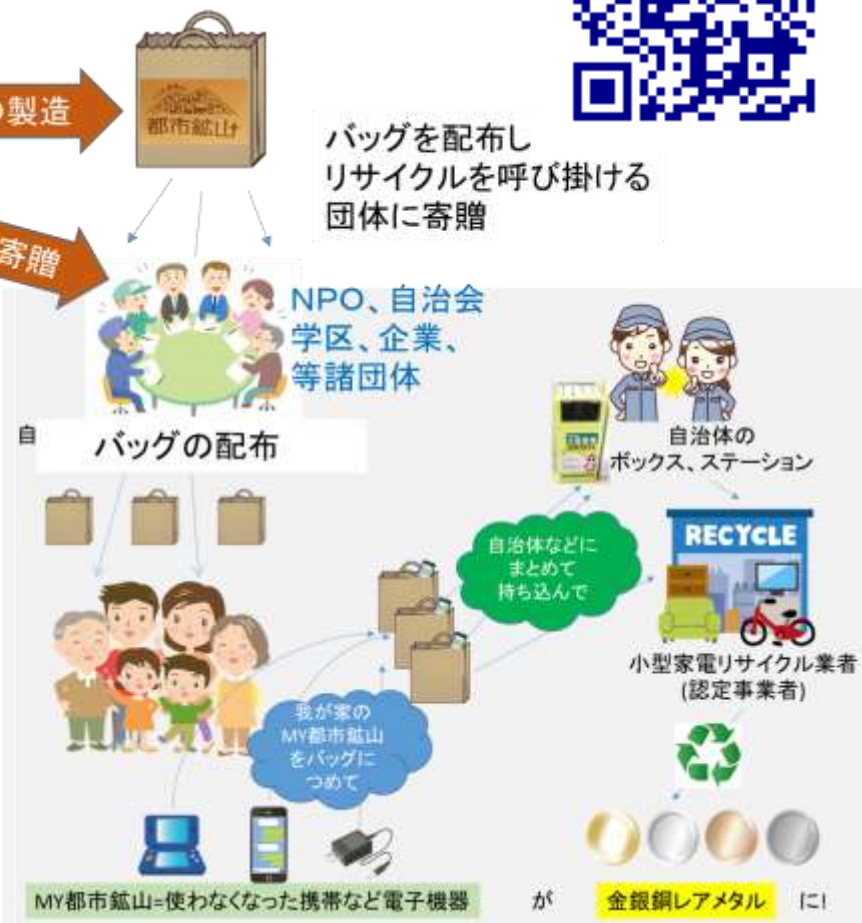 の製造
都市鉱山
バッグを配布し
リサイクルを呼び掛ける
団体に寄贈
寄贈
NPO、自治会
学区、企業、
等諸団体
自
バッグの配布
自治体の
ボックス、ステーション
自治体などに
まとめて
持ち込んで
RECYCLE
小型家電リサイクル業者
(認定事業者)
我が家の
MY都市鉱山
をバッグに
つめて
MY都市鉱山=使わなくなった携帯など電子機器 が 金銀銅レアメタル に!